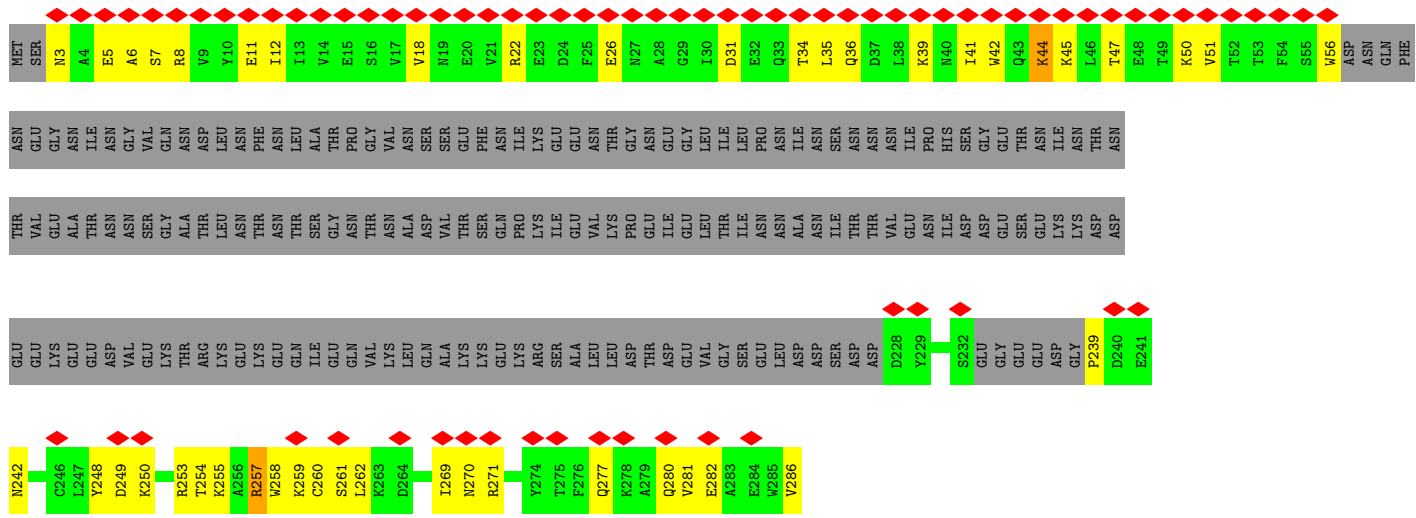 MET SER N3 A4 E5 A6 S7 R8 V9 Y10 E11 I12 I13 V14 E15 S16 V17 V18 N19 E20 V21 R22 E23 D24 F25 E26 N27 A28 G29 I30 D31 E32 Q33 T34 L35 Q36 D37 L38 K39 N40 I41 W42 Q43 K44 K45 L46 T47 E48 T49 K50 V51 T52 T53 F54 S55 W56 ASP ASN GLN PHE
ASN GLU GLY ASN ILE ASN GLY VAL GLN ASN ASP LEU ASN PHE ASN LEU ALA THR PRO GLY VAL ASN SER SER GLU PHE ASN ILE LYS GLU GLU ASN THR GLY ASN GLU GLY LEU ILE LEU PRO ASN ILE ASN SER ASN ASN ASN ILE PRO HIS SER GLY GLU THR ASN ILE ASN THR ASN
THR VAL GLU ALA THR ASN ASN SER GLY ALA THR LEU ASN THR ASN THR SER GLY ASN THR ASN ALA ASP VAL THR SER GLN PRO LYS ILE GLU VAL LYS PRO GLU ILE GLU LEU THR ILE ASN ASN ALA ASN ILE THR THR VAL GLU ASN ILE ASP ASP GLU SER GLU LYS LYS ASP ASP
GLU GLU LYS GLU GLU ASP VAL GLU LYS THR ARG LYS GLU LYS GLU GLN ILE GLU GLN VAL LYS LEU GLN ALA LYS LYS GLU LYS ARG SER ALA LEU LEU ASP THR ASP GLU VAL GLY SER GLU LEU ASP ASP SER ASP ASP D228 Y229 S232 GLU GLY GLU GLU ASP GLY P239 D240 E241
N242 C246 L247 Y248 D249 K250 R253 T254 K255 A256 R257 W258 K259 C260 S261 L262 K263 D264 I269 N270 R271 Y274 T275 F276 Q277 K278 A279 Q280 V281 E282 A283 E284 W285 V286